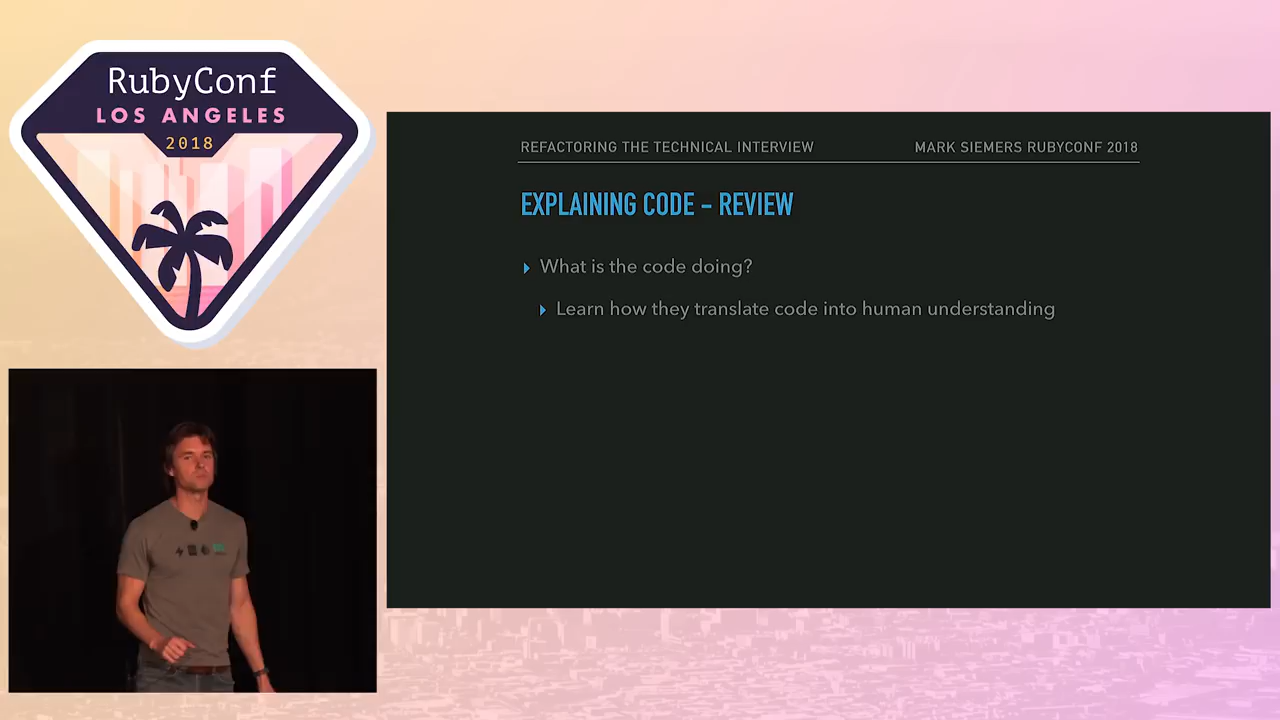 RubyConf
LOS ANGELES
2018
REFACTORING THE TECHNICAL INTERVIEW
MARK SIEMERS RUBYCONF 2018
EXPLAINING CODE - REVIEW
What is the code doing?
Learn how they translate code into human understanding